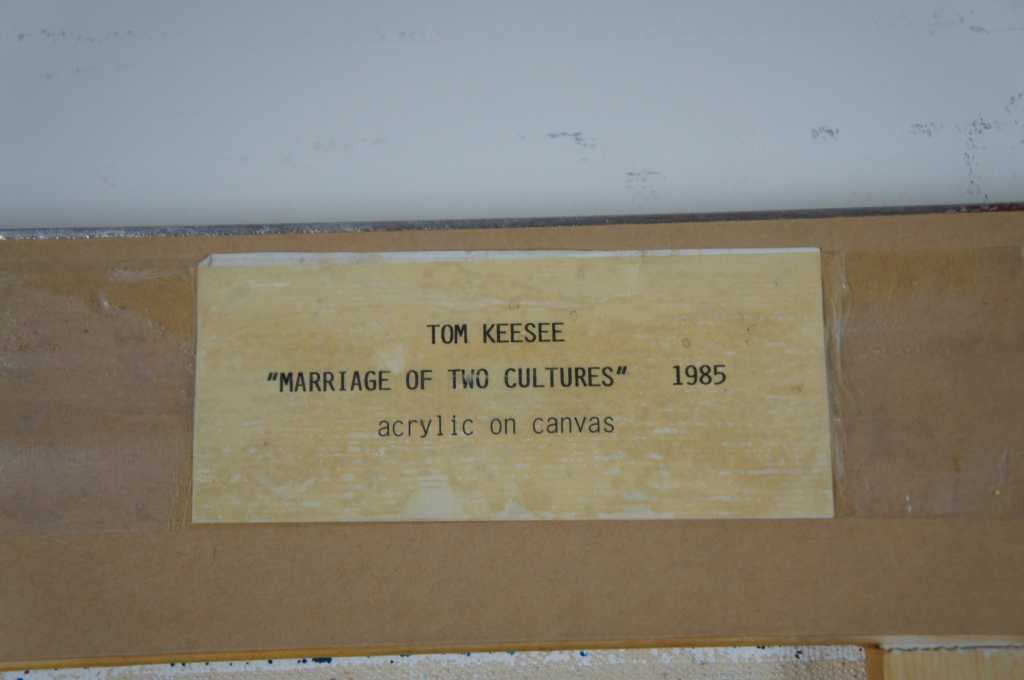 TOM KEESEE
"MARRIAGE OF TWO CULTURES" 1985
acrylic on canvas